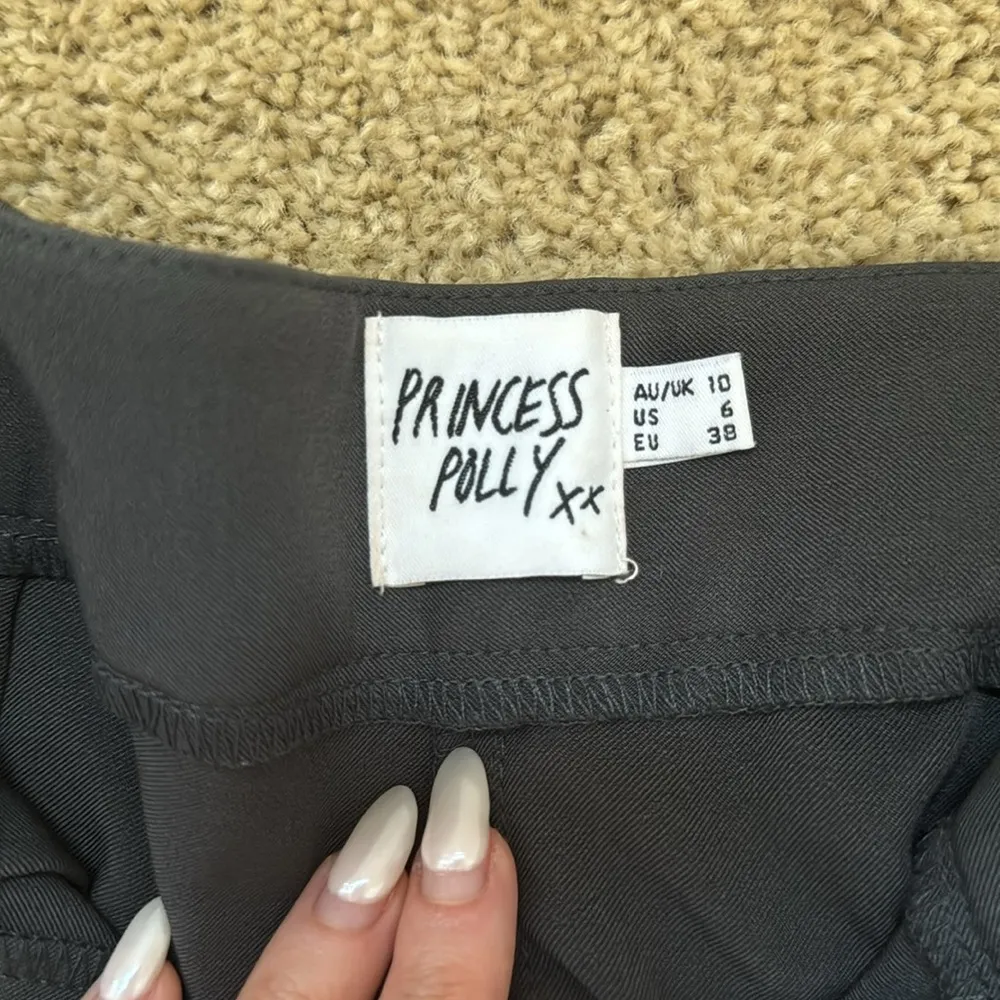 PRINCESS
POLLY xx
AU/UK 10
US 6
EU 38